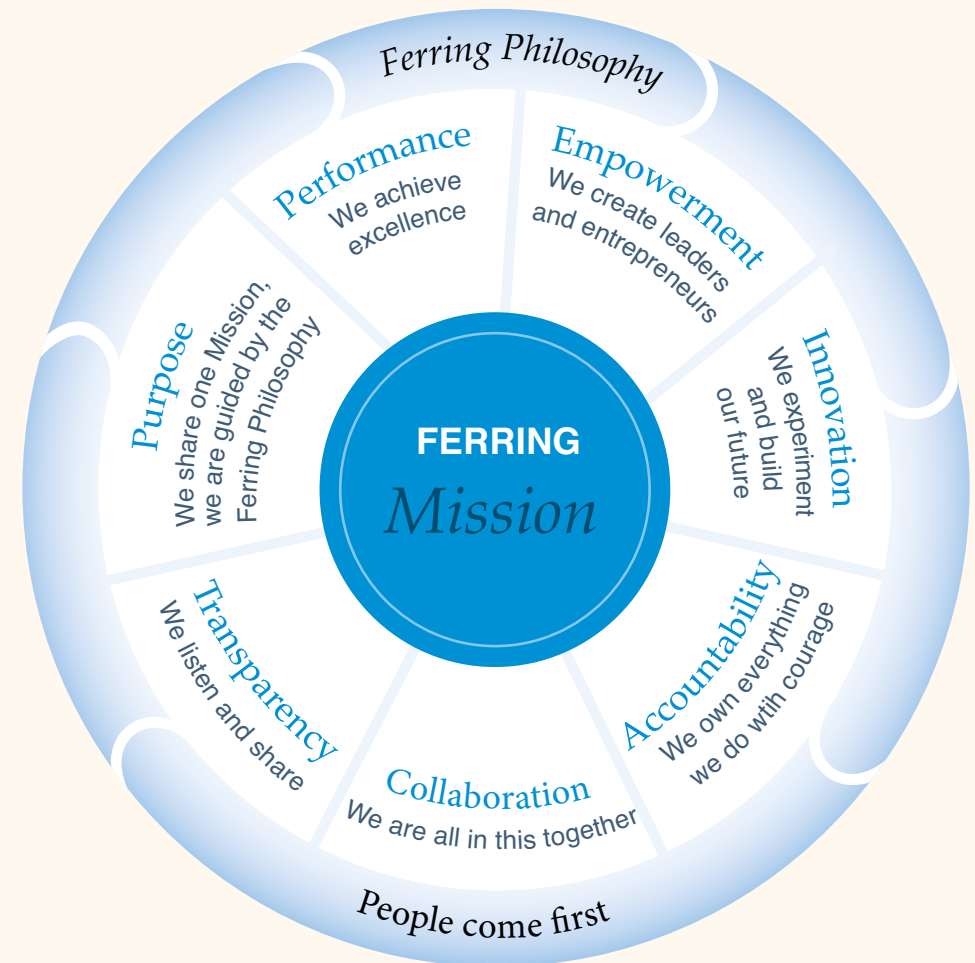 Ferring Philosophy
Performance
We achieve
excellence
Empowerment
We create leaders
and entrepreneurs
Innovation
We experiment
and build
our future
Accountability
We own everything
we do wtih courage
Collaboration
We are all in this together
Transparency
We listen and share
Purpose
We share one Mission,
we are guided by the
Ferring Philosophy
FERRING
Mission
People come first